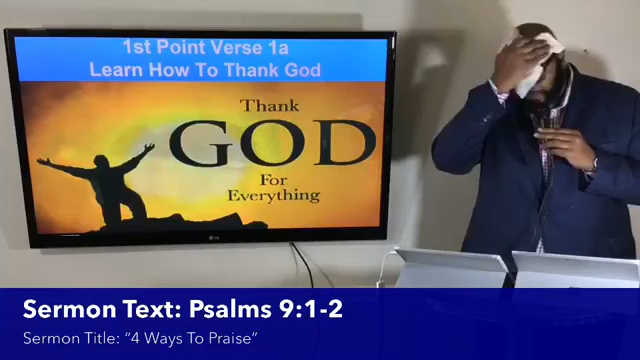 1st Point Verse 1a
Learn How To Thank God
Thank
GOD
For
Everything
LG
Sermon Text: Psalms 9:1-2
Sermon Title: “4 Ways To Praise”